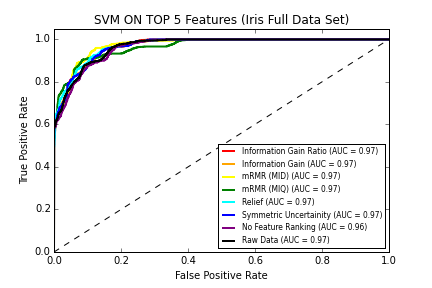 SVM ON TOP 5 Features (Iris Full Data Set)
1.0
0.8
0.6
0.4
0.2
0.0
True Positive Rate
Information Gain Ratio (AUC = 0.97)
Information Gain (AUC = 0.97)
mRMR (MID) (AUC = 0.97)
mRMR (MIQ) (AUC = 0.97)
Relief (AUC = 0.97)
Symmetric Uncertainity (AUC = 0.97)
No Feature Ranking (AUC = 0.96)
Raw Data (AUC = 0.97)
0.0 0.2 0.4 0.6 0.8 1.0
False Positive Rate